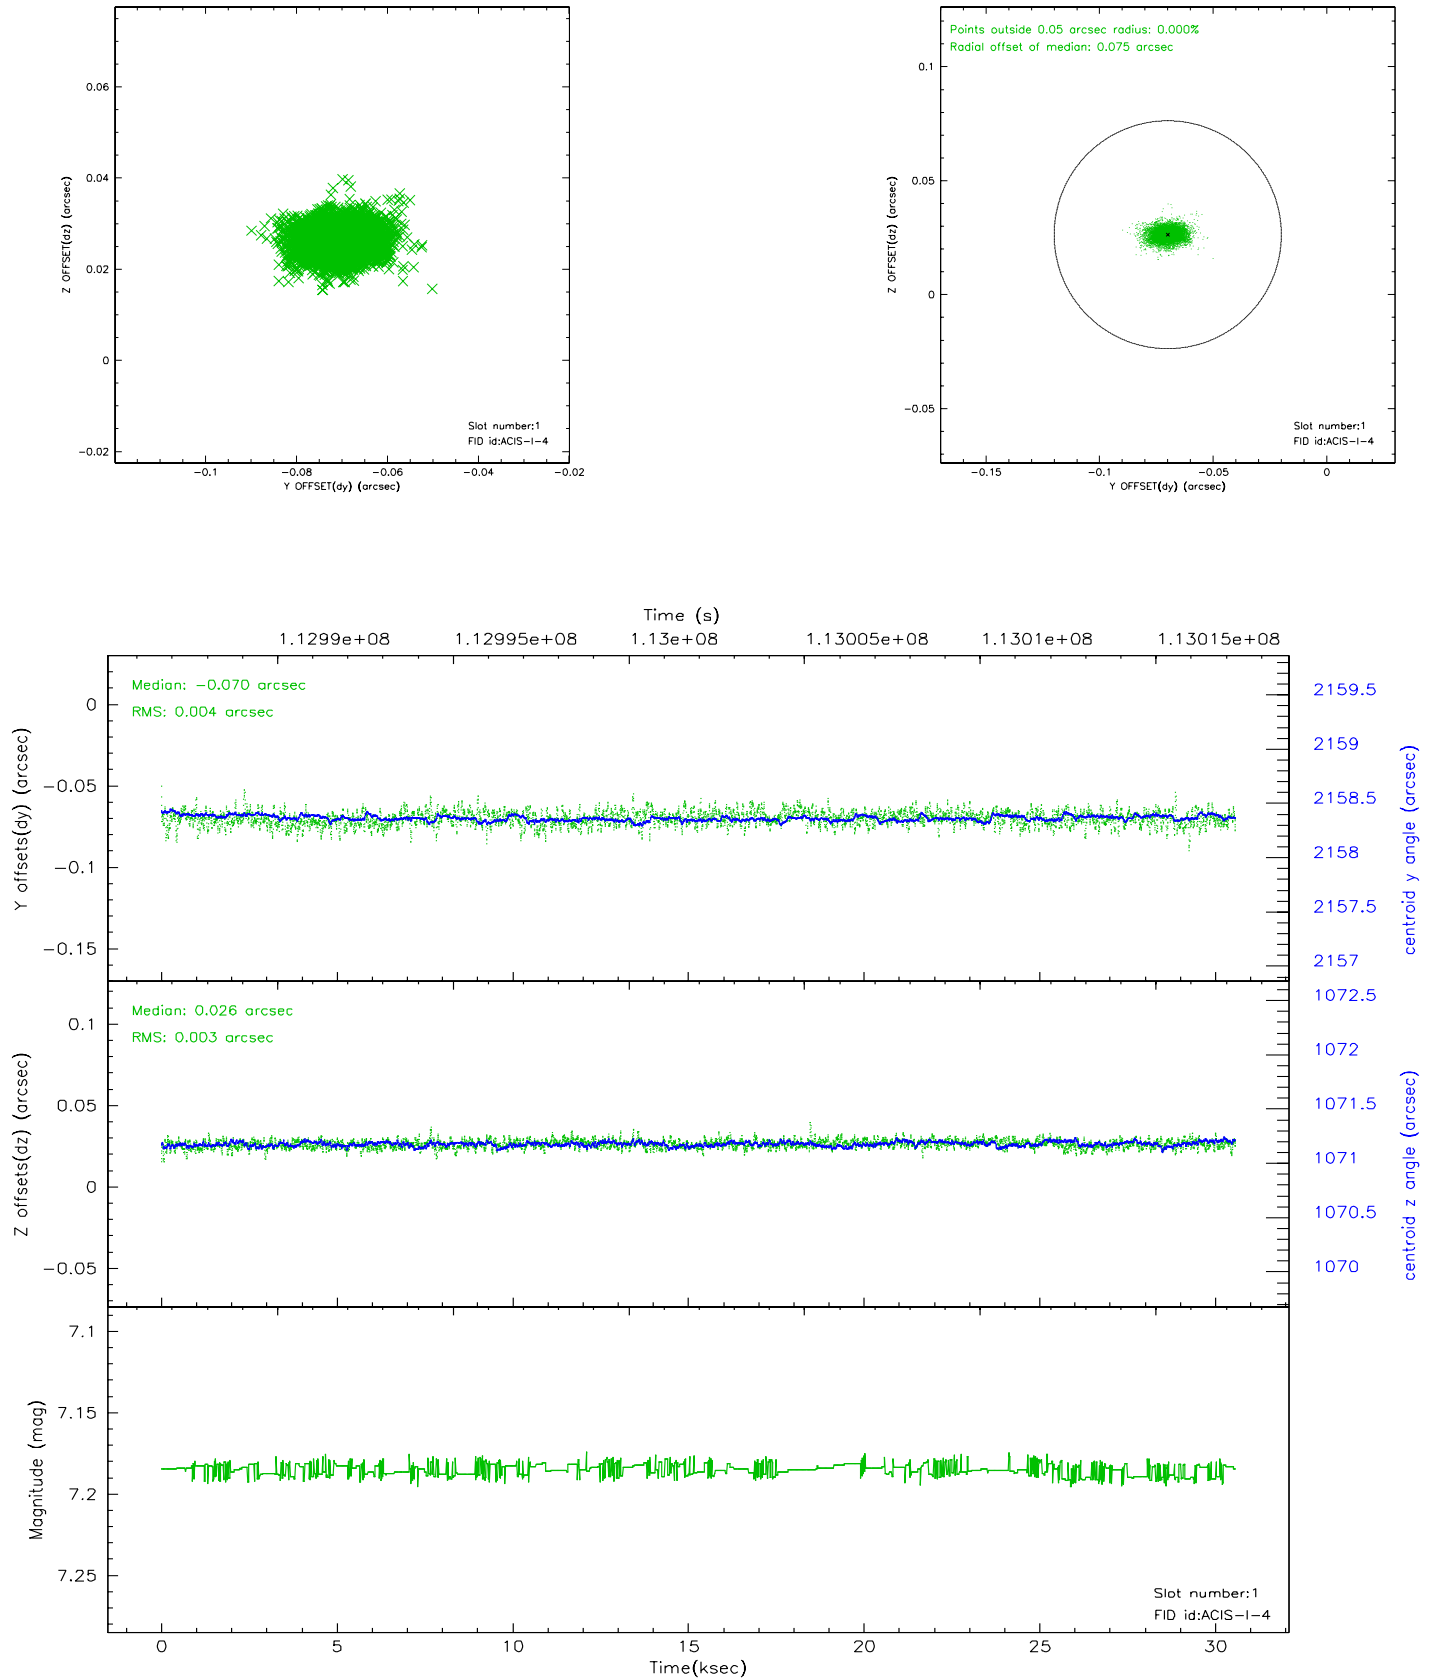 0.06
0.04
0.02
0
−0.02
Z OFFSET(dz) (arcsec)
Slot number:1
FID id:ACIS−I−4
−0.1 −0.08 −0.06 −0.04 −0.02
Y OFFSET(dy) (arcsec)
Points outside 0.05 arcsec radius: 0.000%
Radial offset of median: 0.075 arcsec
0.1
0.05
0
−0.05
Z OFFSET(dz) (arcsec)
Slot number:1
FID id:ACIS−I−4
−0.15 −0.1 −0.05 0
Y OFFSET(dy) (arcsec)
Time (s)
1.1299e+08 1.12995e+08 1.13e+08 1.13005e+08 1.1301e+08 1.13015e+08
Median: −0.070 arcsec
RMS: 0.004 arcsec
0
−0.05
−0.1
−0.15
Y offsets(dy) (arcsec)
2159.5
2159
2158.5
2158
2157.5
2157
centroid y angle (arcsec)
Median: 0.026 arcsec
RMS: 0.003 arcsec
0.1
0.05
0
−0.05
Z offsets(dz) (arcsec)
1072.5
1072
1071.5
1071
1070.5
1070
centroid z angle (arcsec)
7.1
7.15
7.2
7.25
Magnitude (mag)
Slot number:1
FID id:ACIS−I−4
0 5 10 15 20 25 30
Time(ksec)